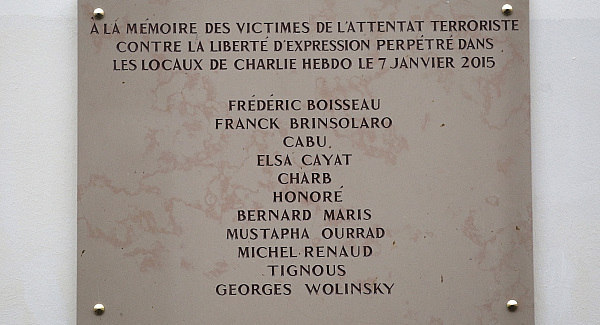 À LA MÉMOIRE DES VICTIMES DE L'ATTENTAT TERRORISTE
CONTRE LA LIBERTÉ D'EXPRESSION PERPÉTRÉ DANS
LES LOCAUX DE CHARLIE HEBDO LE 7 JANVIER 2015
FRÉDÉRIC BOISSEAU
FRANCK BRINSOLARO
CABU
ELSA CAYAT
CHARB
HONORÉ
BERNARD MARIS
MUSTAPHA OURRAD
MICHEL RENAUD
TIGNOUS
GEORGES WOLINSKY